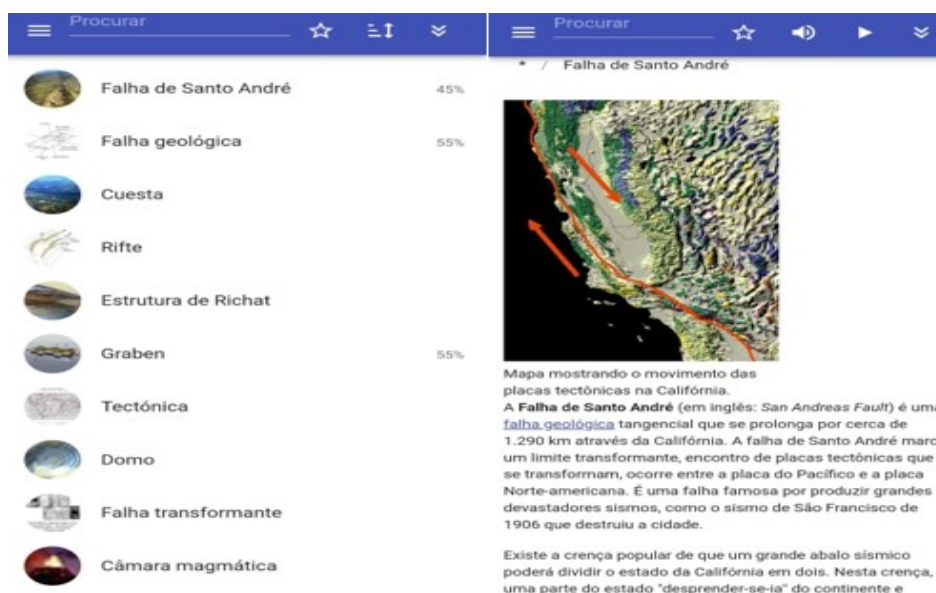 Procurar
Falha de Santo André 45%
Falha geológica 55%
Cuesta
Rifte
Estrutura de Richat
Graben 55%
Tectónica
Domo
Falha transformante
Câmara magmática
Procurar
* / Falha de Santo André
Mapa mostrando o movimento das
placas tectônicas na Califórnia.
A Falha de Santo André (em inglês: San Andreas Fault) é uma
falha geológica tangencial que se prolonga por cerca de
1.290 km através da Califórnia. A falha de Santo André marc
um limite transformante, encontro de placas tectônicas que
se transformam, ocorre entre a placa do Pacífico e a placa
Norte-americana. É uma falha famosa por produzir grandes
devastadores sismos, como o sismo de São Francisco de
1906 que destruiu a cidade.
Existe a crença popular de que um grande abalo sísmico
poderá dividir o estado da Califórnia em dois. Nesta crença,
uma parte do estado "desprender-se-ia" do continente e